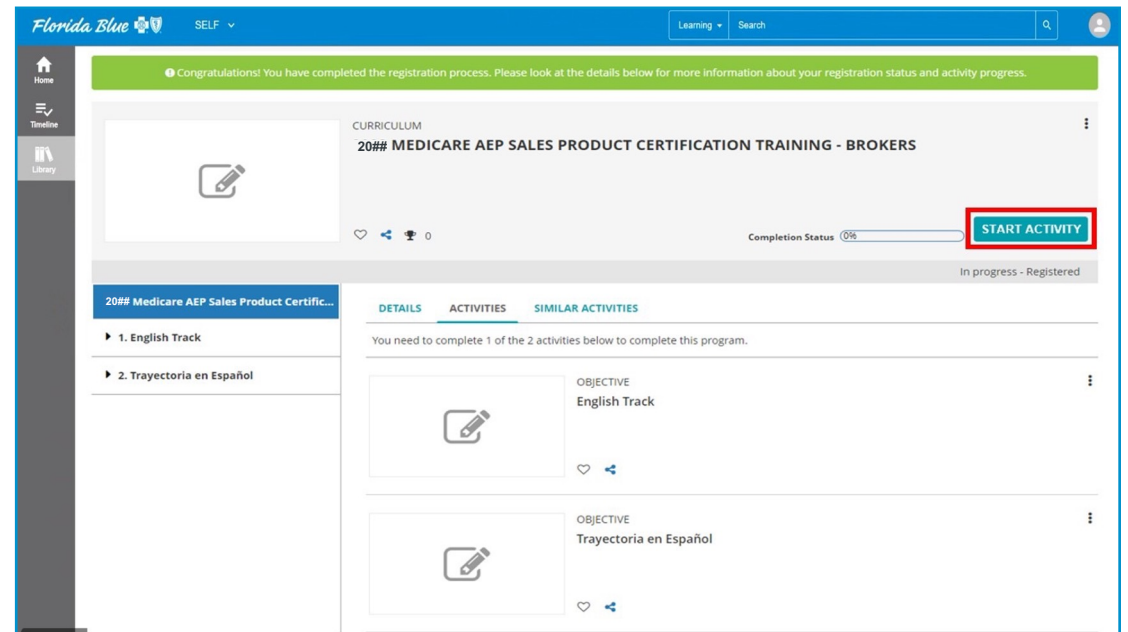 Florida Blue
SELF
Learning
Search
Home
Timeline
Library
Congratulations! You have completed the registration process. Please look at the details below for more information about your registration status and activity progress.
CURRICULUM
20## MEDICARE AEP SALES PRODUCT CERTIFICATION TRAINING - BROKERS
0
Completion Status 0%
START ACTIVITY
In progress - Registered
20## Medicare AEP Sales Product Certific...
1. English Track
2. Trayectoria en Español
DETAILS ACTIVITIES SIMILAR ACTIVITIES
You need to complete 1 of the 2 activities below to complete this program.
OBJECTIVE
English Track
OBJECTIVE
Trayectoria en Español